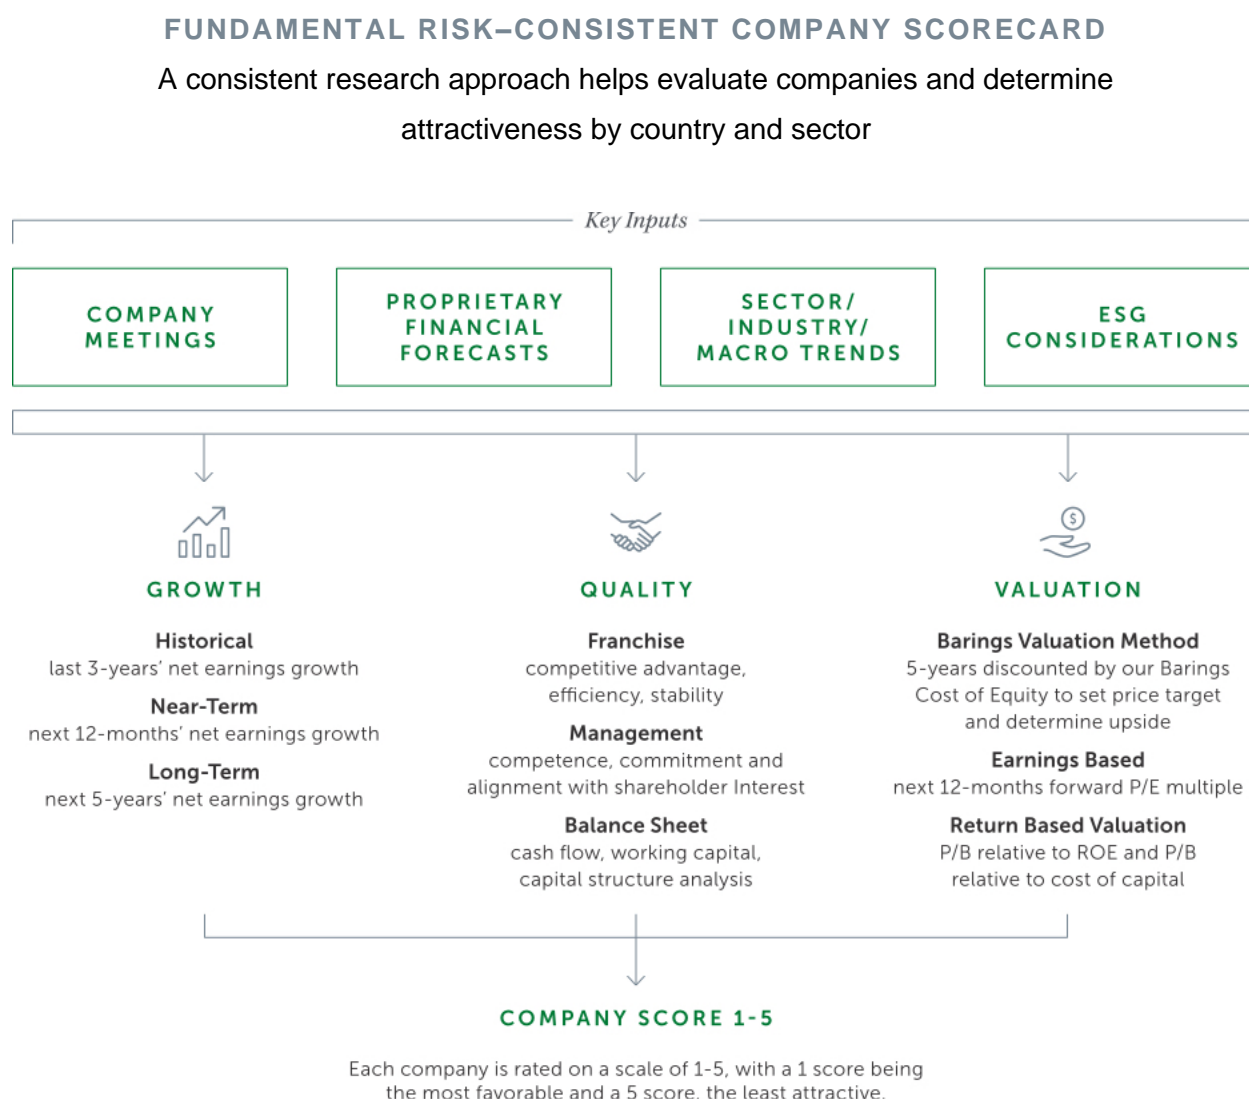 FUNDAMENTAL RISK–CONSISTENT COMPANY SCORECARD
A consistent research approach helps evaluate companies and determine
attractiveness by country and sector
Key Inputs
COMPANY
MEETINGS
PROPRIETARY
FINANCIAL
FORECASTS
SECTOR/
INDUSTRY/
MACRO TRENDS
ESG
CONSIDERATIONS
$
GROWTH
Historical
last 3-years’ net earnings growth
Near-Term
next 12-months’ net earnings growth
Long-Term
next 5-years’ net earnings growth
QUALITY
Franchise
competitive advantage,
efficiency, stability
Management
competence, commitment and
alignment with shareholder Interest
Balance Sheet
cash flow, working capital,
capital structure analysis
VALUATION
Barings Valuation Method
5-years discounted by our Barings
Cost of Equity to set price target
and determine upside
Earnings Based
next 12-months forward P/E multiple
Return Based Valuation
P/B relative to ROE and P/B
relative to cost of capital
COMPANY SCORE 1-5
Each company is rated on a scale of 1-5, with a 1 score being
the most favorable and a 5 score, the least attractive.